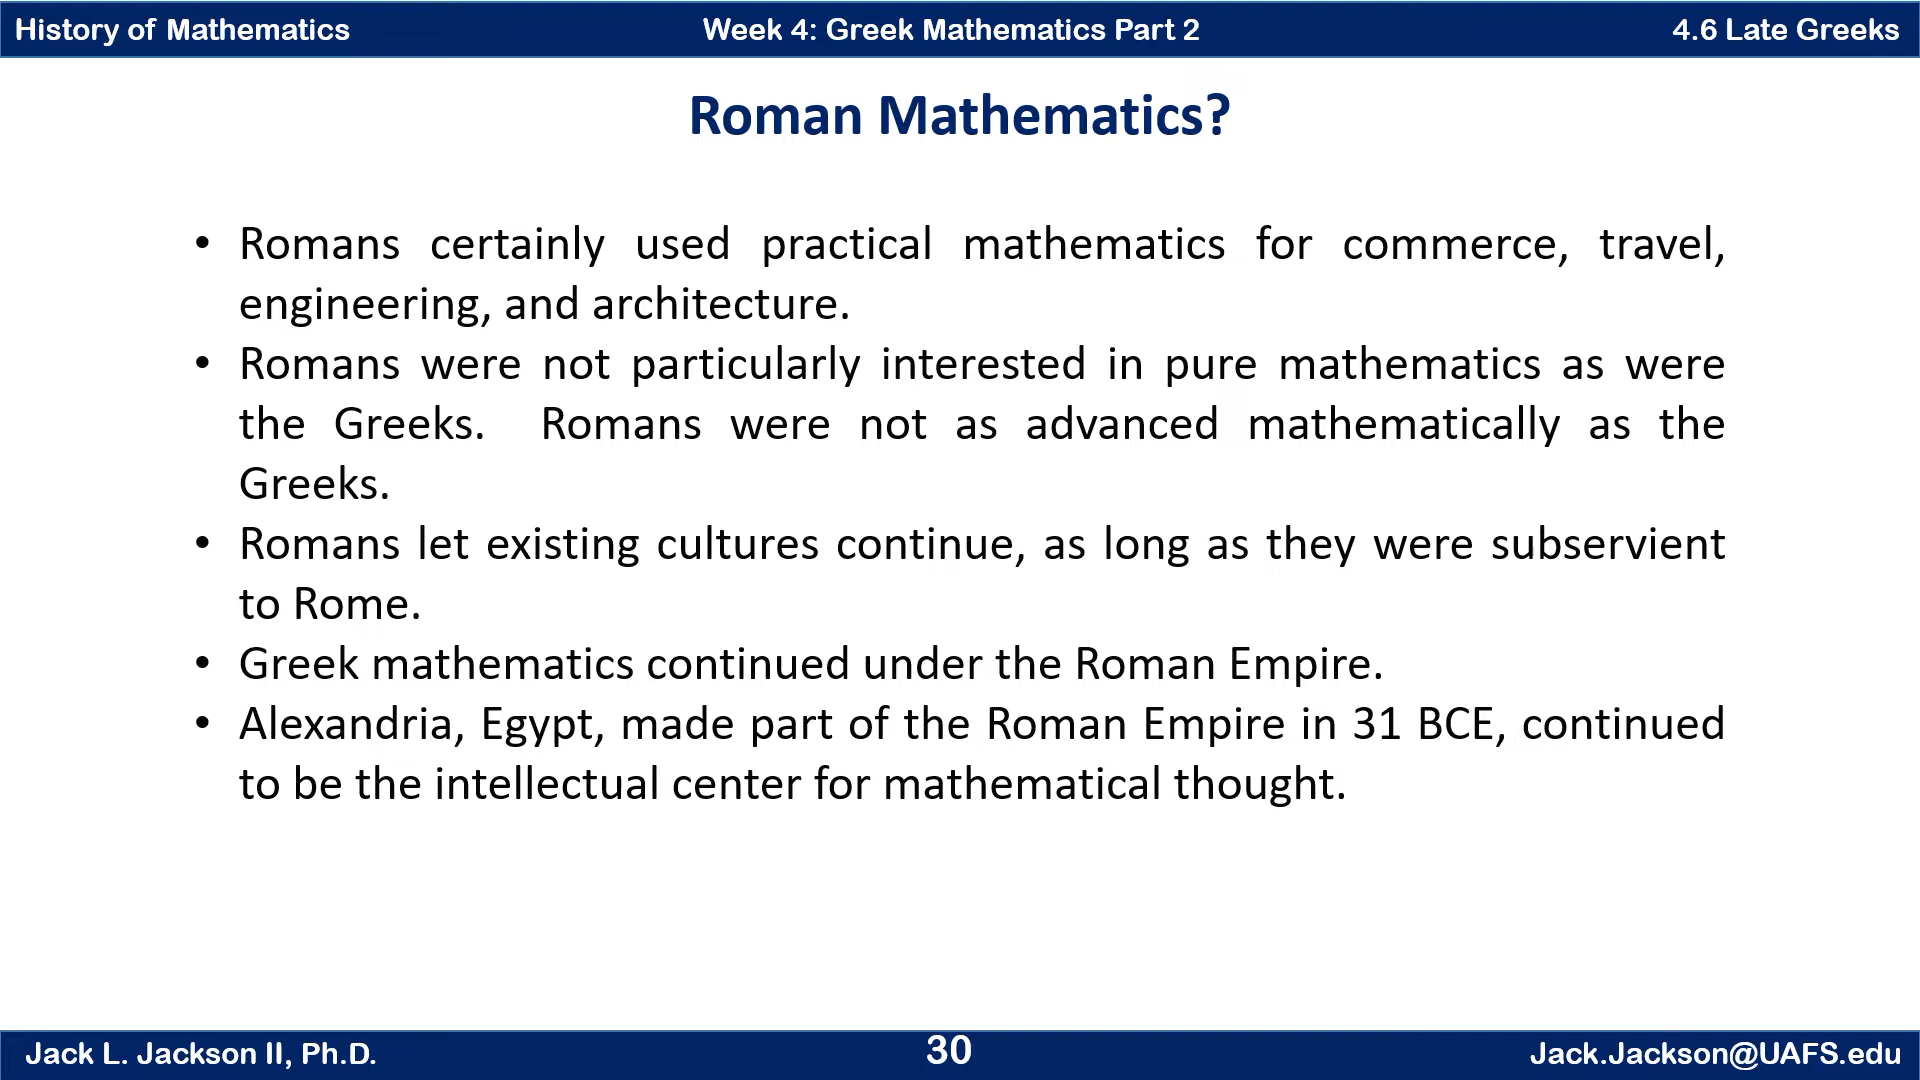 History of Mathematics
Week 4: Greek Mathematics Part 2
4.6 Late Greeks
Roman Mathematics?
• Romans certainly used practical mathematics for commerce, travel,
engineering, and architecture.
• Romans were not particularly interested in pure mathematics as were
the Greeks. Romans were not as advanced mathematically as the
Greeks.
• Romans let existing cultures continue, as long as they were subservient
to Rome.
• Greek mathematics continued under the Roman Empire.
• Alexandria, Egypt, made part of the Roman Empire in 31 BCE, continued
to be the intellectual center for mathematical thought.
Jack L. Jackson II, Ph.D.
30
Jack.Jackson@UAFS.edu